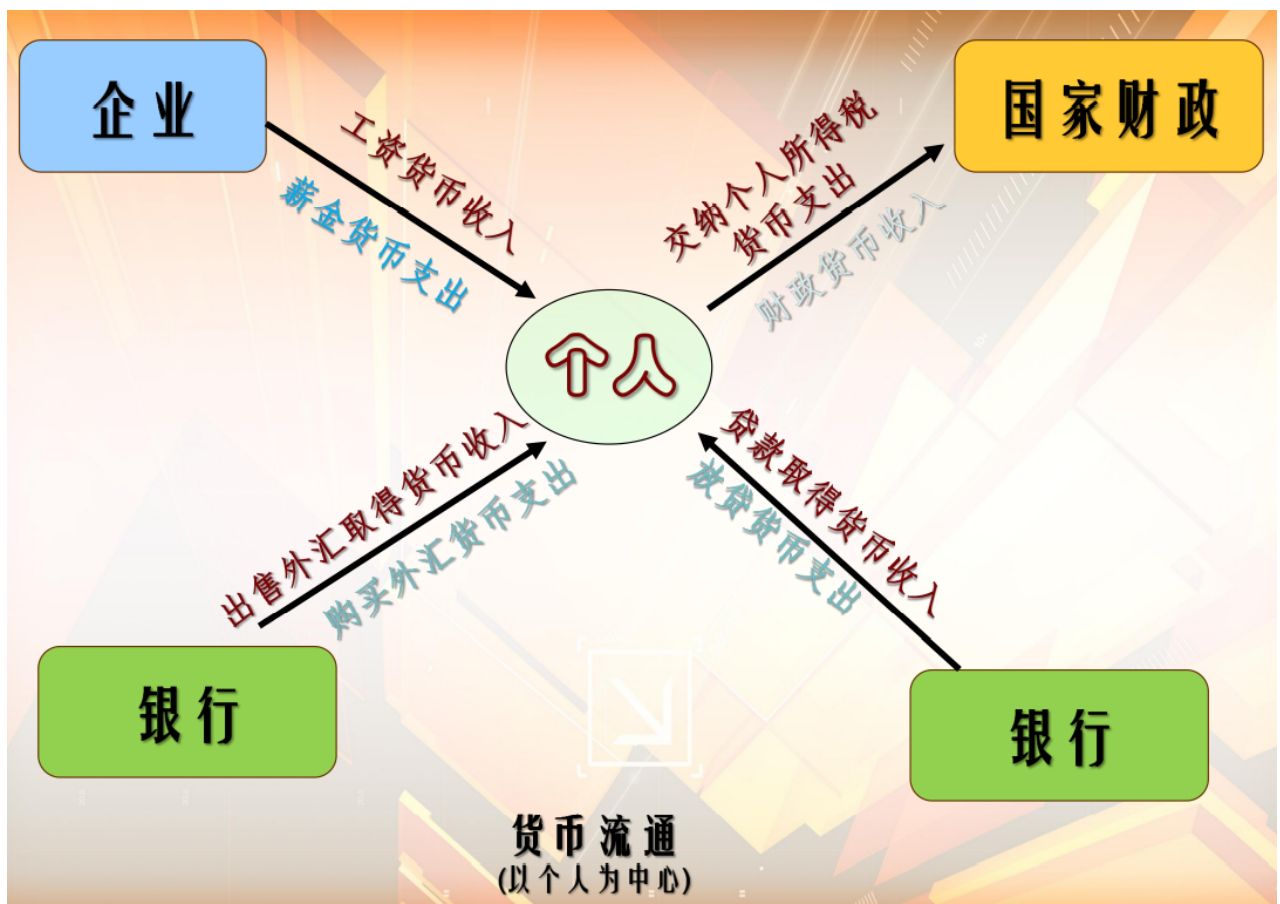 企业
国家财政
工资货币收入
薪金货币支出
交纳个人所得税
货币支出
财政货币收入
个人
出售外汇取得货币收入
购买外汇货币支出
贷款取得货币收入
放贷货币支出
银行
银行
货币流通
(以个人为中心)